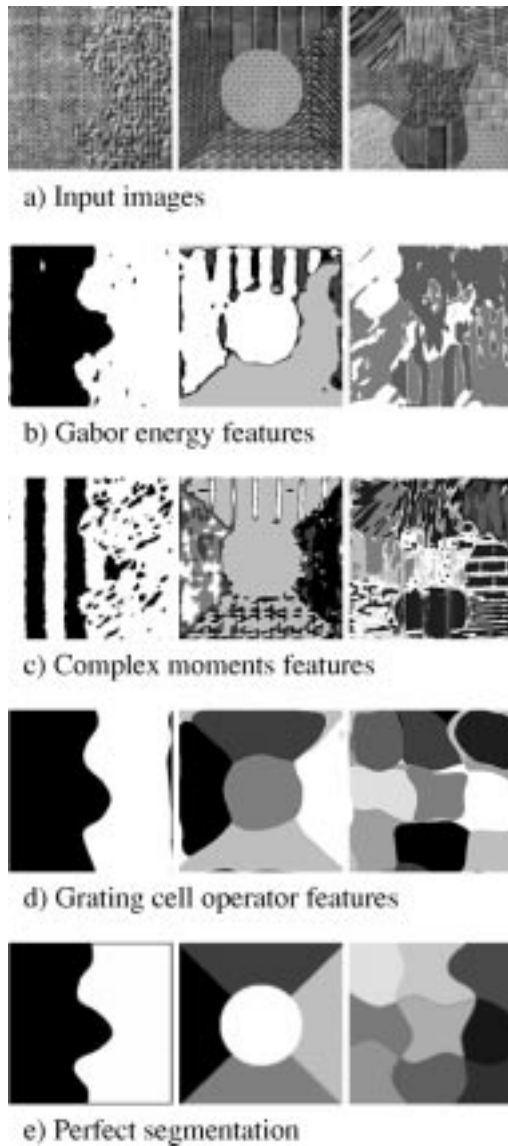 a) Input images
b) Gabor energy features
c) Complex moments features
d) Grating cell operator features
e) Perfect segmentation